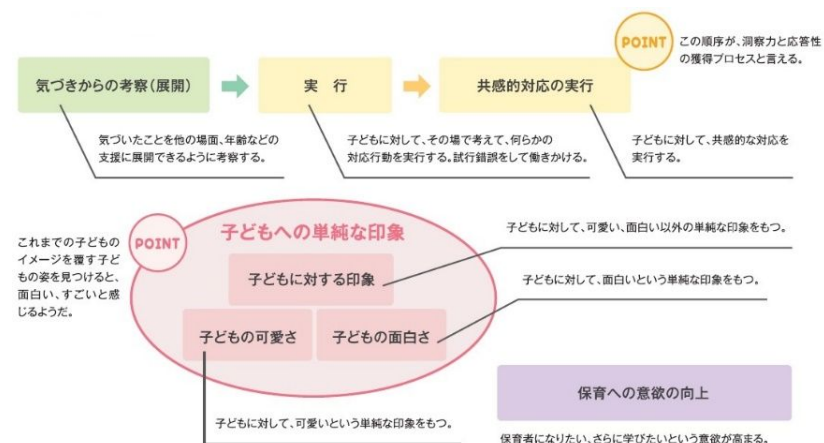 POINT
この順序が、洞察力と応答性
の獲得プロセスと言える。
気づきからの考察(展開)
実 行
共感的対応の実行
気づいたことを他の場面、年齢などの
支援に展開できるように考察する。
子どもに対して、その場で考えて、何らかの
対応行動を実行する。試行錯誤をして働きかける。
子どもに対して、共感的な対応を
実行する。
これまでの子どもの
イメージを覆す子ど
もの姿を見つけると、
面白い、すごいと感
じるようだ。
POINT
子どもへの単純な印象
子どもに対する印象
子どもの可愛さ
子どもの面白さ
子どもに対して、可愛い、面白い以外の単純な印象をもつ。
子どもに対して、面白いという単純な印象をもつ。
子どもに対して、可愛いという単純な印象をもつ。
保育への意欲の向上
保育者になりたい、さらに学びたいという意欲が高まる。